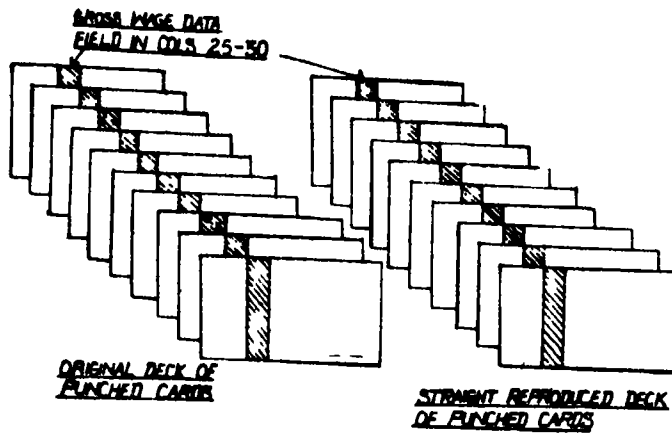 GROSS WAGE DATA
FIELD IN COLS 25-30
ORIGINAL DECK OF
PUNCHED CARDS
STRAIGHT REPRODUCED DECK
OF PUNCHED CARDS